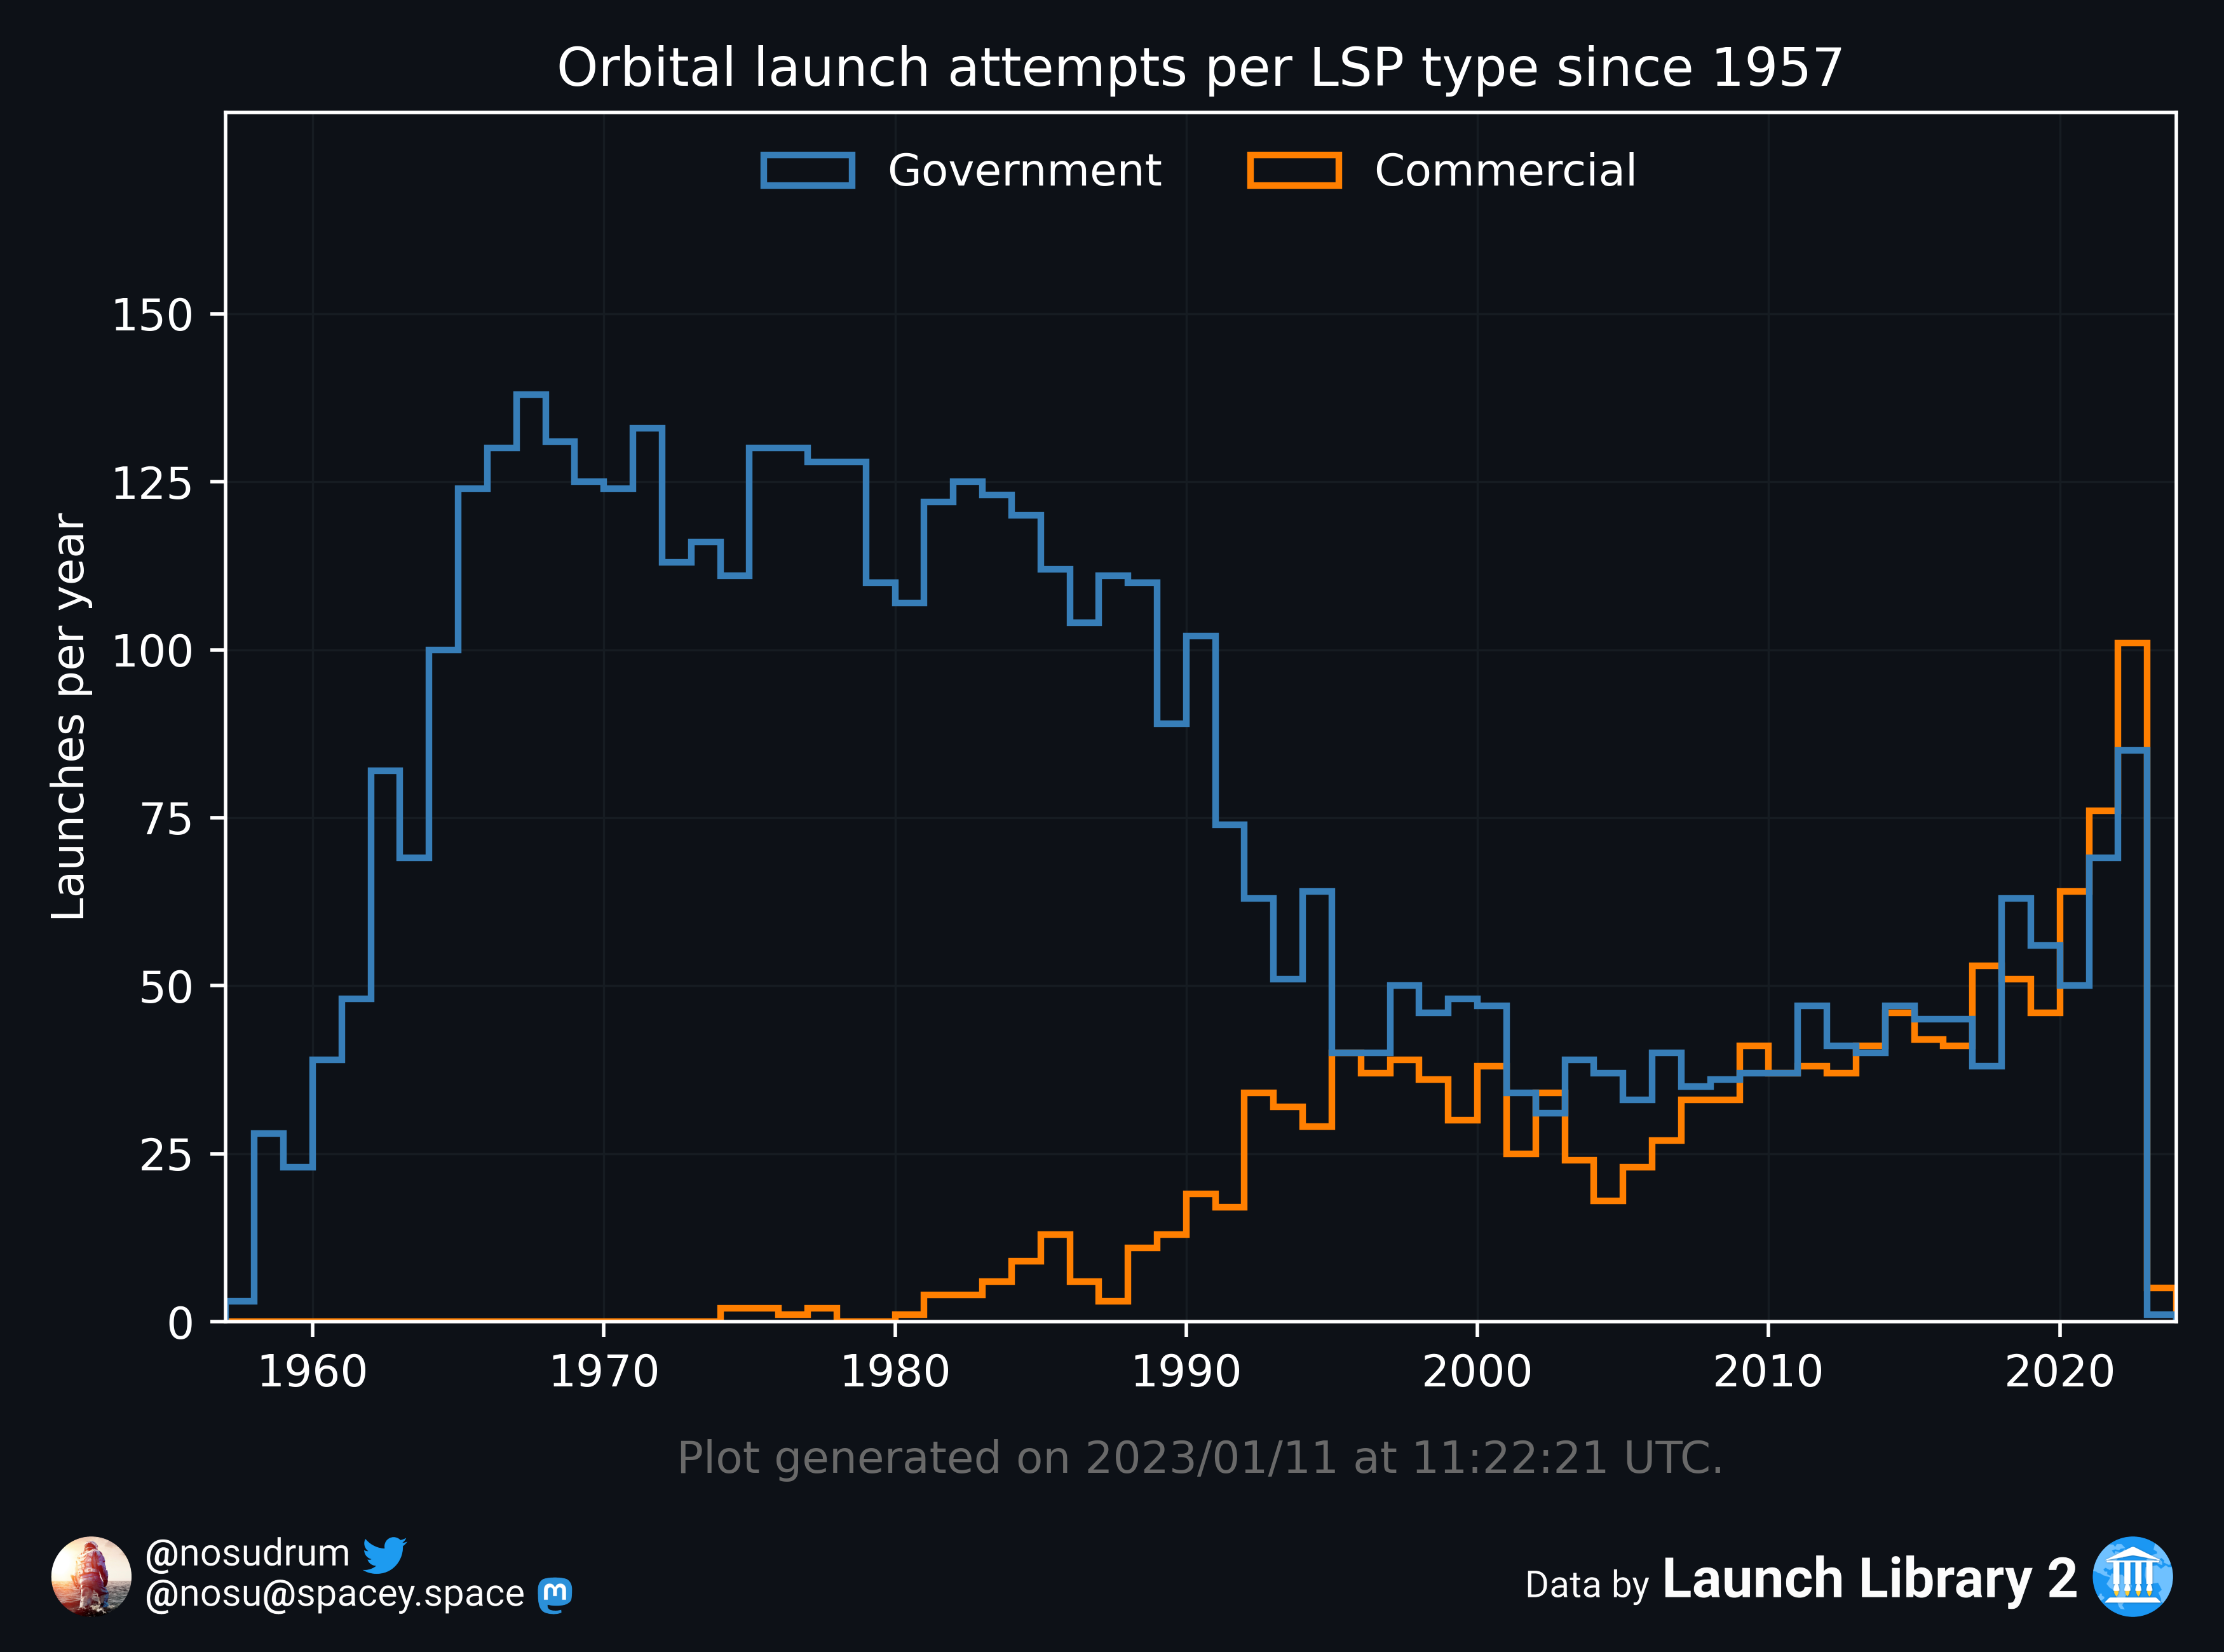 Orbital launch attempts per LSP type since 1957
Government Commercial
Launches per year
150
125
100
75
50
25
0
1960 1970 1980 1990 2000 2010 2020
Plot generated on 2023/01/11 at 11:22:21 UTC.
@nosudrum
@nosu@spacey.space
Data by Launch Library 2